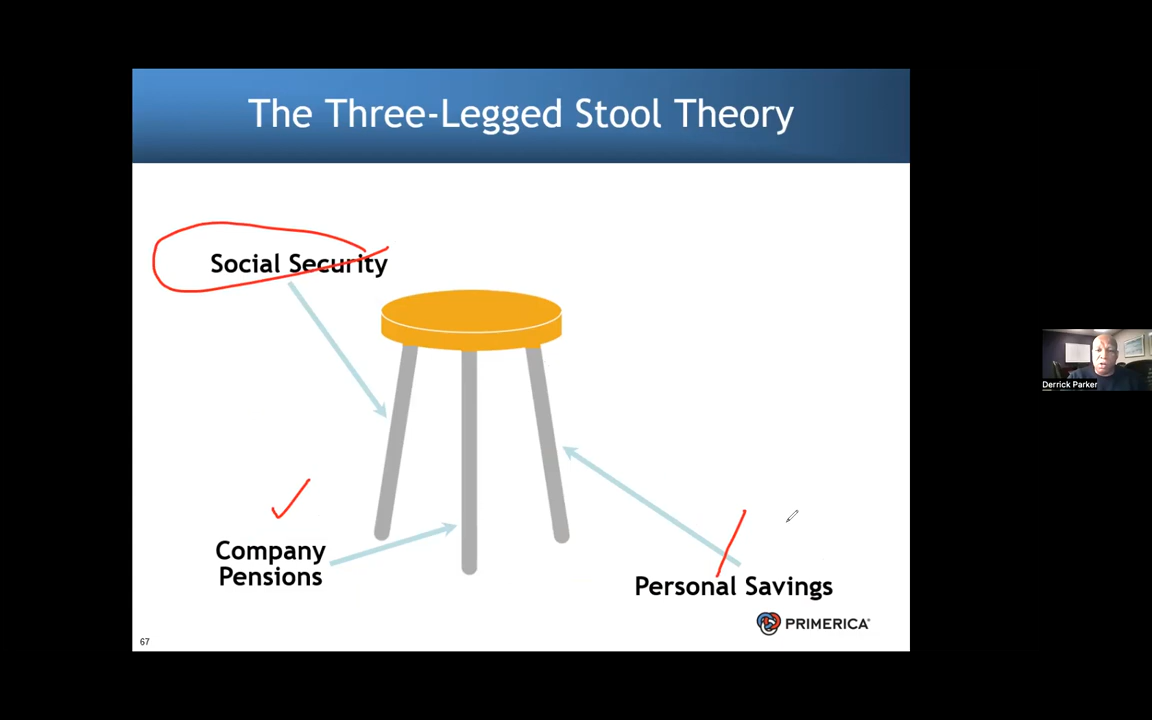 The Three-Legged Stool Theory
Social Security
Derrick Parker
Company
Pensions
Personal Savings
PRIMERICA®
67